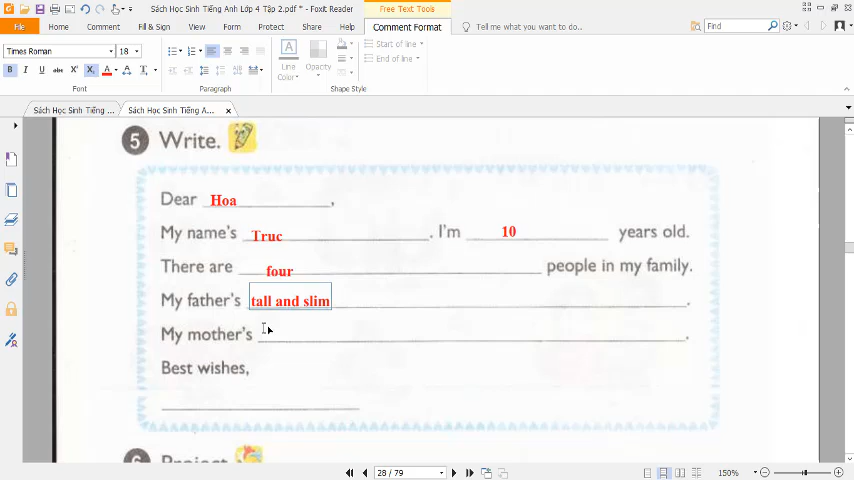 Sách Học Sinh Tiếng Anh Lớp 4 Tập 2.pdf * - Foxit Reader
Free Text Tools
File Home Comment Fill & Sign View Form Protect Share Help Comment Format Tell me what you want to do... Find
Times Roman 18
Line Color
Opacity
Start of line
End of line
Font Paragraph Shape Style
Sách Học Sinh Tiếng ... Sách Học Sinh Tiếng A...
5 Write.
Dear Hoa,
My name's Truc. I'm 10 years old.
There are four people in my family.
My father's tall and slim.
My mother's .
Best wishes,
6 Project
28 / 79 150%